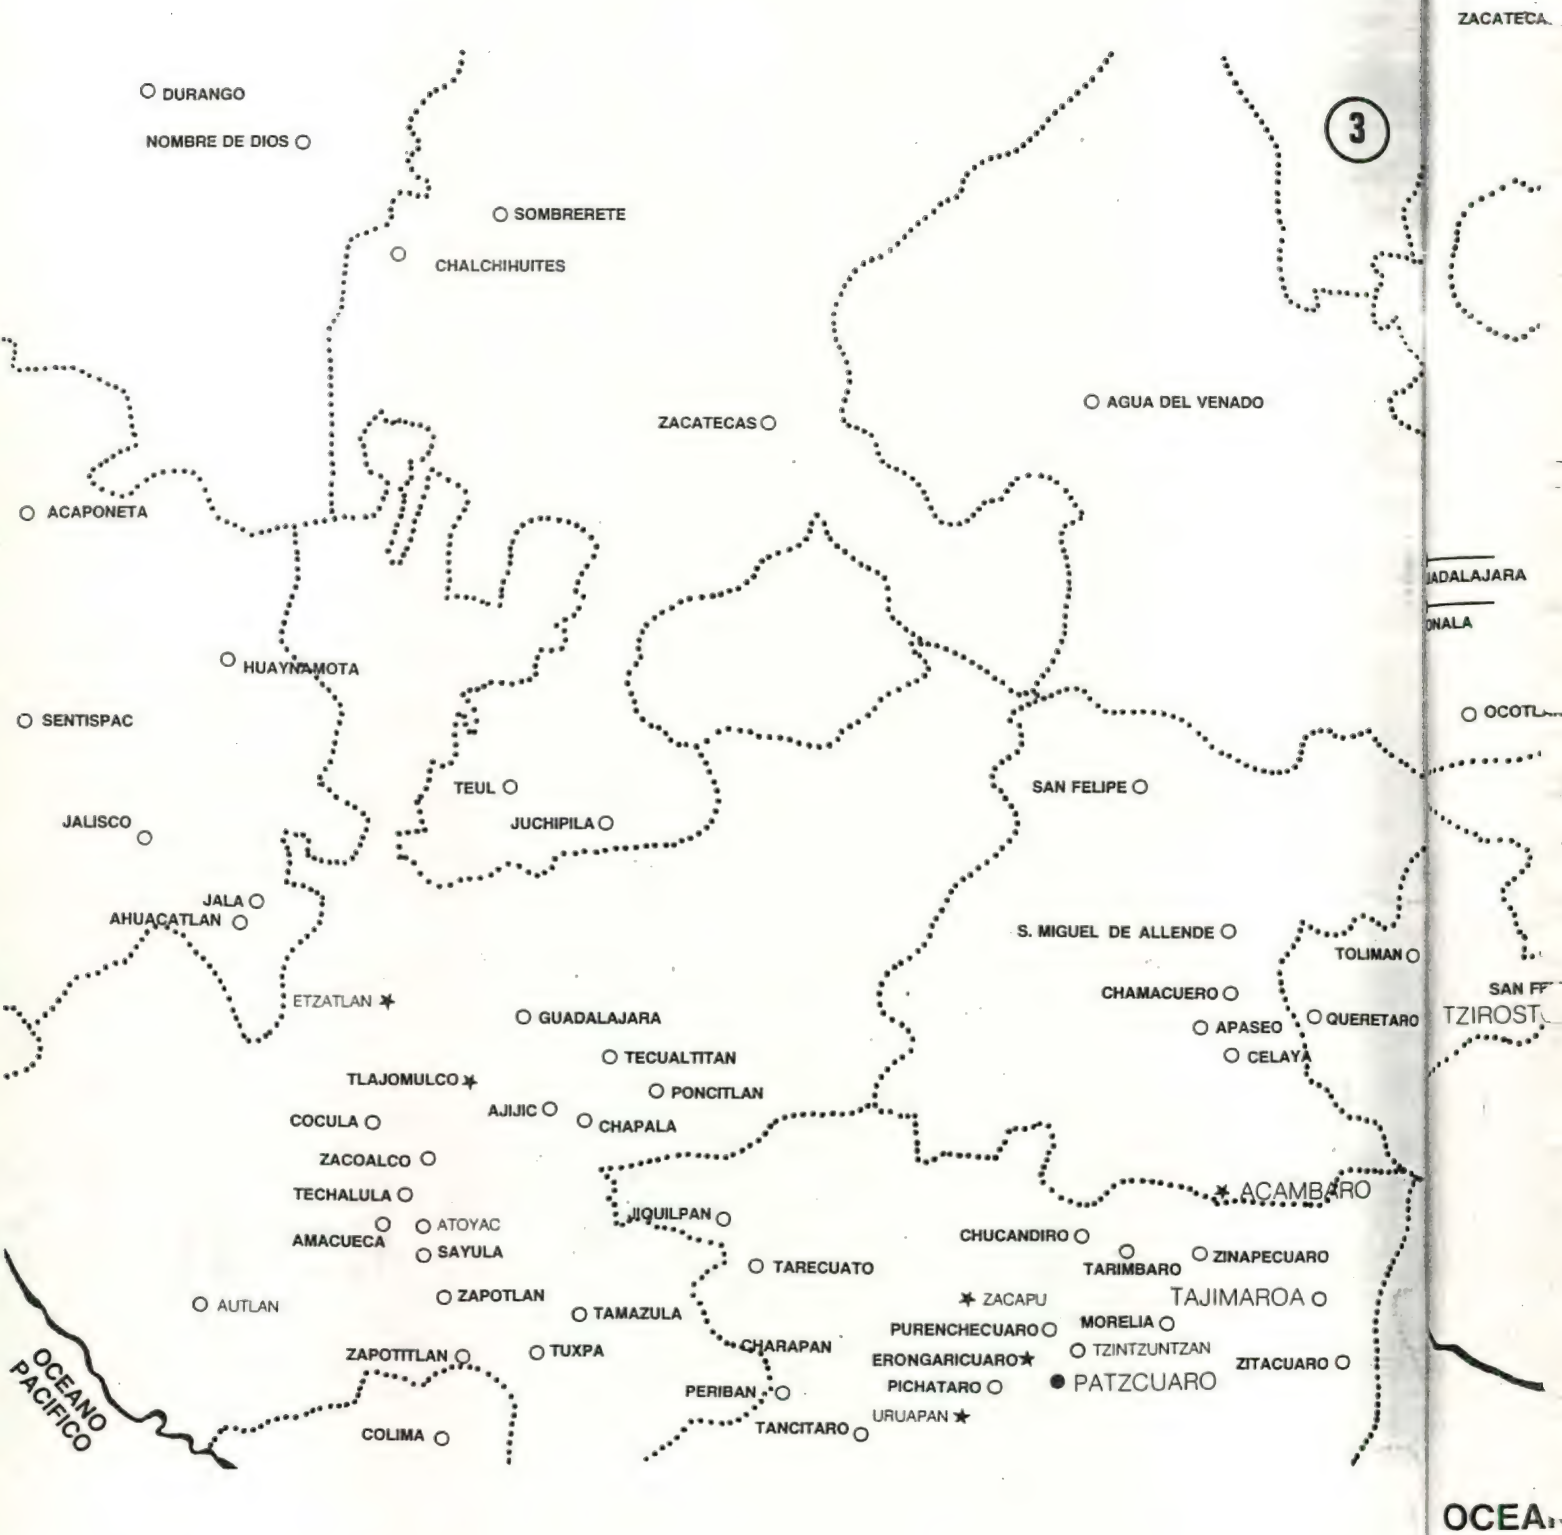 ZACATECA
DURANGO
3
NOMBRE DE DIOS
SOMBRERETE
CHALCHIHUITES
AGUA DEL VENADO
ZACATECAS
ACAPONETA
ADALAJARA
ONALA
HUAYNAMOTA
SENTISPAC
OCOTL
TEUL
SAN FELIPE
JALISCO
JUCHIPILA
JALA
AHUACATLAN
S. MIGUEL DE ALLENDE
TOLIMAN
SAN FE
CHAMACUERO
ETZATLAN
GUADALAJARA
QUERETARO
TZIROST
APASEO
TECUALTITAN
CELAYA
TLAJOMULCO
PONCITLAN
AJIJIC
COCULA
CHAPALA
ZACOALCO
TECHALULA
ACAMBARO
JIQUILPAN
ATOYAC
AMACUECA
SAYULA
CHUCANDIRO
ZINAPECUARO
TARECUATO
TARIMBARO
ZAPOTLAN
ZACAPU
TAJIMAROA
AUTLAN
TAMAZULA
MORELIA
PURENCHECUARO
CHARAPAN
TUXPA
TZINTZUNTZAN
ZAPOTITLAN
ERONGARICUARO
ZITACUARO
PATZCUARO
PICHATARO
PERIBAN
OCEANO
PACIFICO
URUAPAN
TANCITARO
COLIMA
OCEA